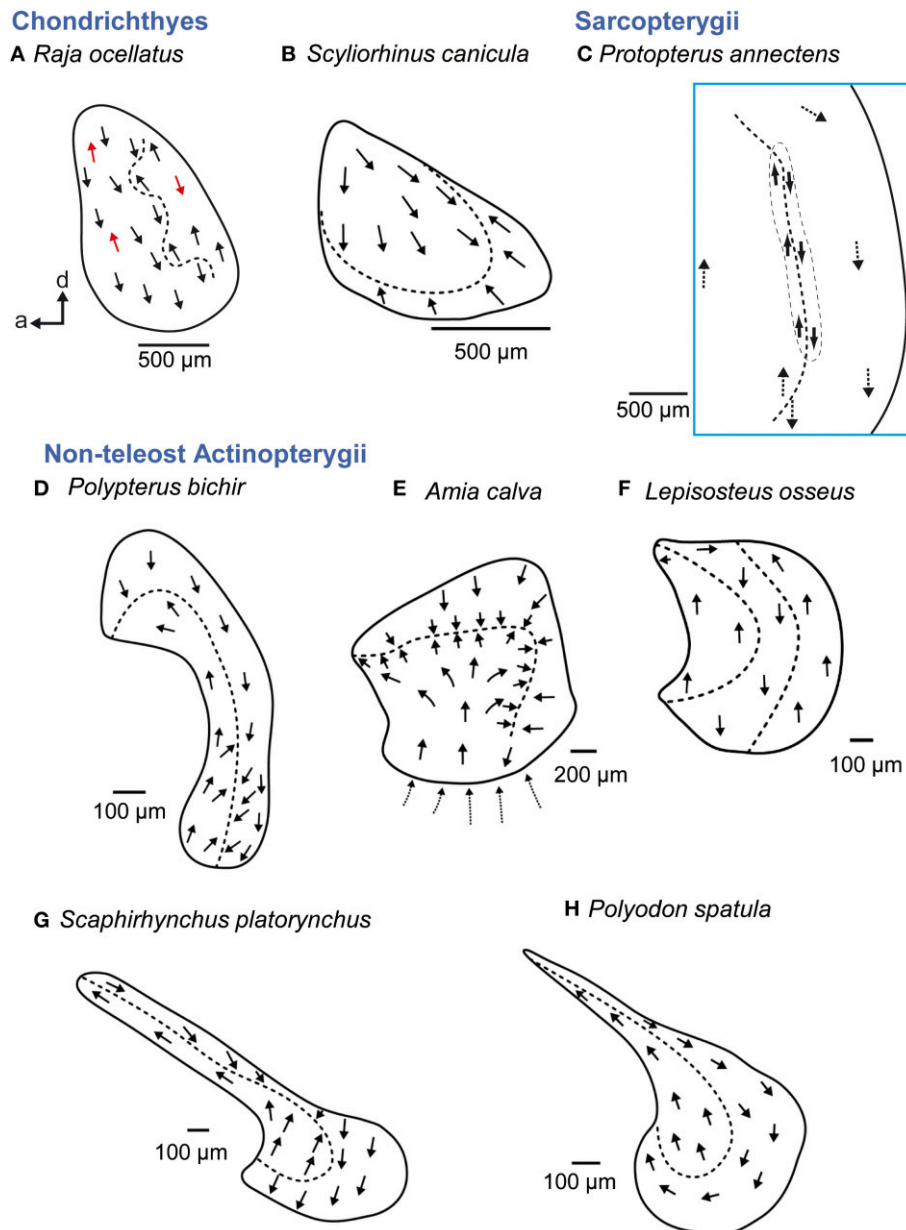 Chondrichthyes
Sarcopterygii
A Raja ocellatus
B Scyliorhinus canicula
C Protopterus annectens
d
a
500 µm
500 µm
500 µm
Non-teleost Actinopterygii
D Polypterus bichir
E Amia calva
F Lepisosteus osseus
100 µm
200 µm
100 µm
G Scaphirhynchus platorynchus
H Polyodon spatula
100 µm
100 µm